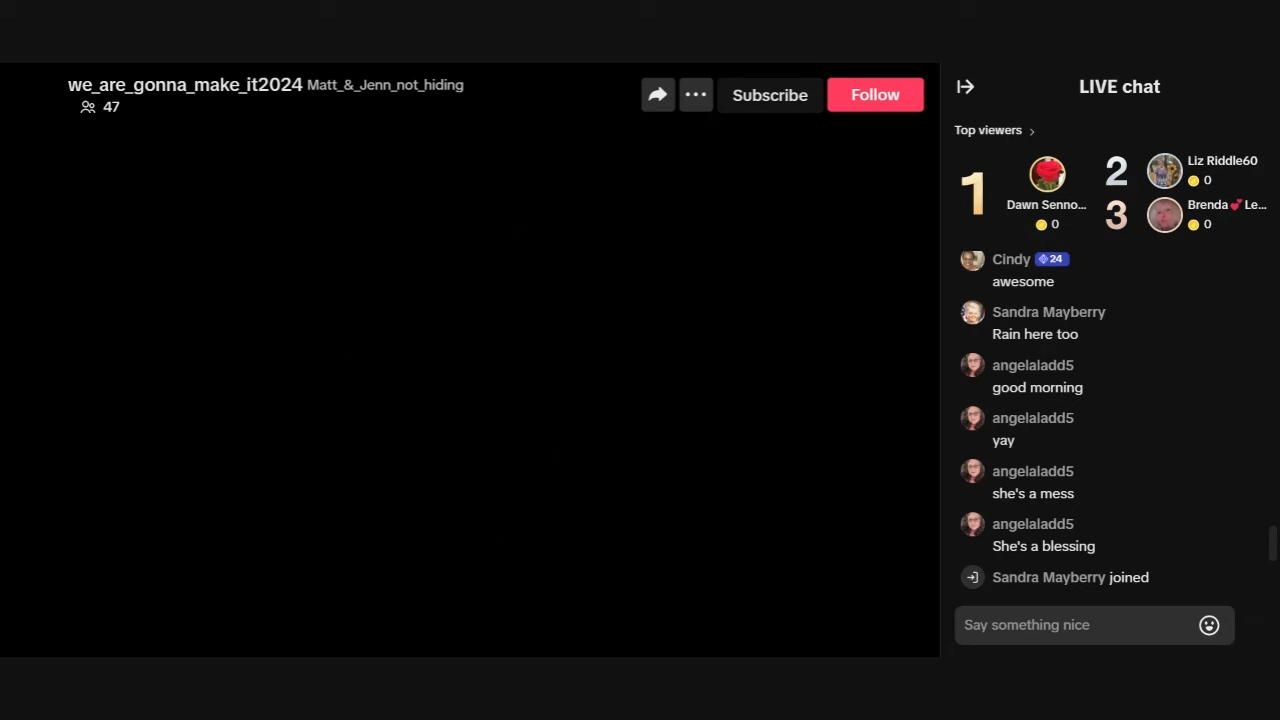 we_are_gonna_make_it2024 Matt_&_Jenn_not_hiding
47
Subscribe
Follow
LIVE chat
Top viewers
1
Dawn Senno...
0
2
Liz Riddle60
0
3
Brenda💕Le...
0
Cindy 24
awesome
Sandra Mayberry
Rain here too
angelaladd5
good morning
angelaladd5
yay
angelaladd5
she's a mess
angelaladd5
She's a blessing
Sandra Mayberry joined
Say something nice